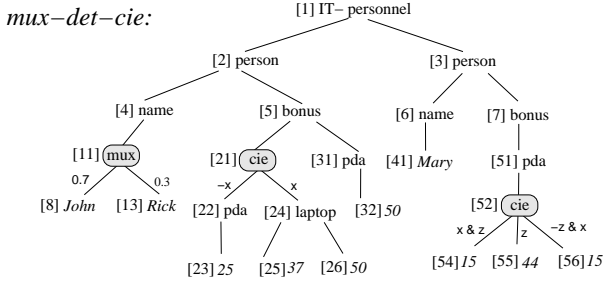 mux−det−cie:
[1] IT− personnel
[2] person [3] person
[4] name [5] bonus [6] name [7] bonus
[11] mux [21] cie [31] pda [41] Mary [51] pda
0.7 0.3 −x x [52] cie
[8] John [13] Rick [22] pda [24] laptop [32] 50
x & z z −z & x
[23] 25 [25] 37 [26] 50 [54] 15 [55] 44 [56] 15